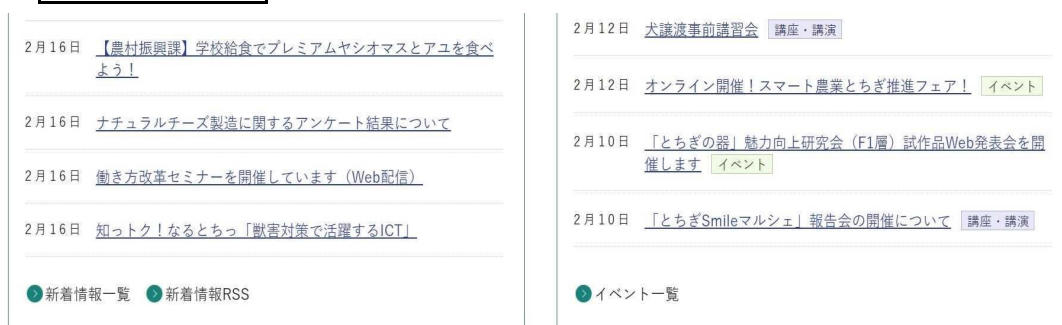 2月16日 【農村振興課】学校給食でプレミアムヤシオマスとアユを食べ
よう！
2月16日 ナチュラルチーズ製造に関するアンケート結果について
2月16日 働き方改革セミナーを開催しています（Web配信）
2月16日 知っトク！なるとちっ「獣害対策で活躍するICT」
新着情報一覧 新着情報RSS
2月12日 犬譲渡事前講習会 講座・講演
2月12日 オンライン開催！スマート農業とちぎ推進フェア！ イベント
2月10日 「とちぎの器」魅力向上研究会（F1層）試作品Web発表会を開
催します イベント
2月10日 「とちぎSmileマルシェ」報告会の開催について 講座・講演
イベント一覧